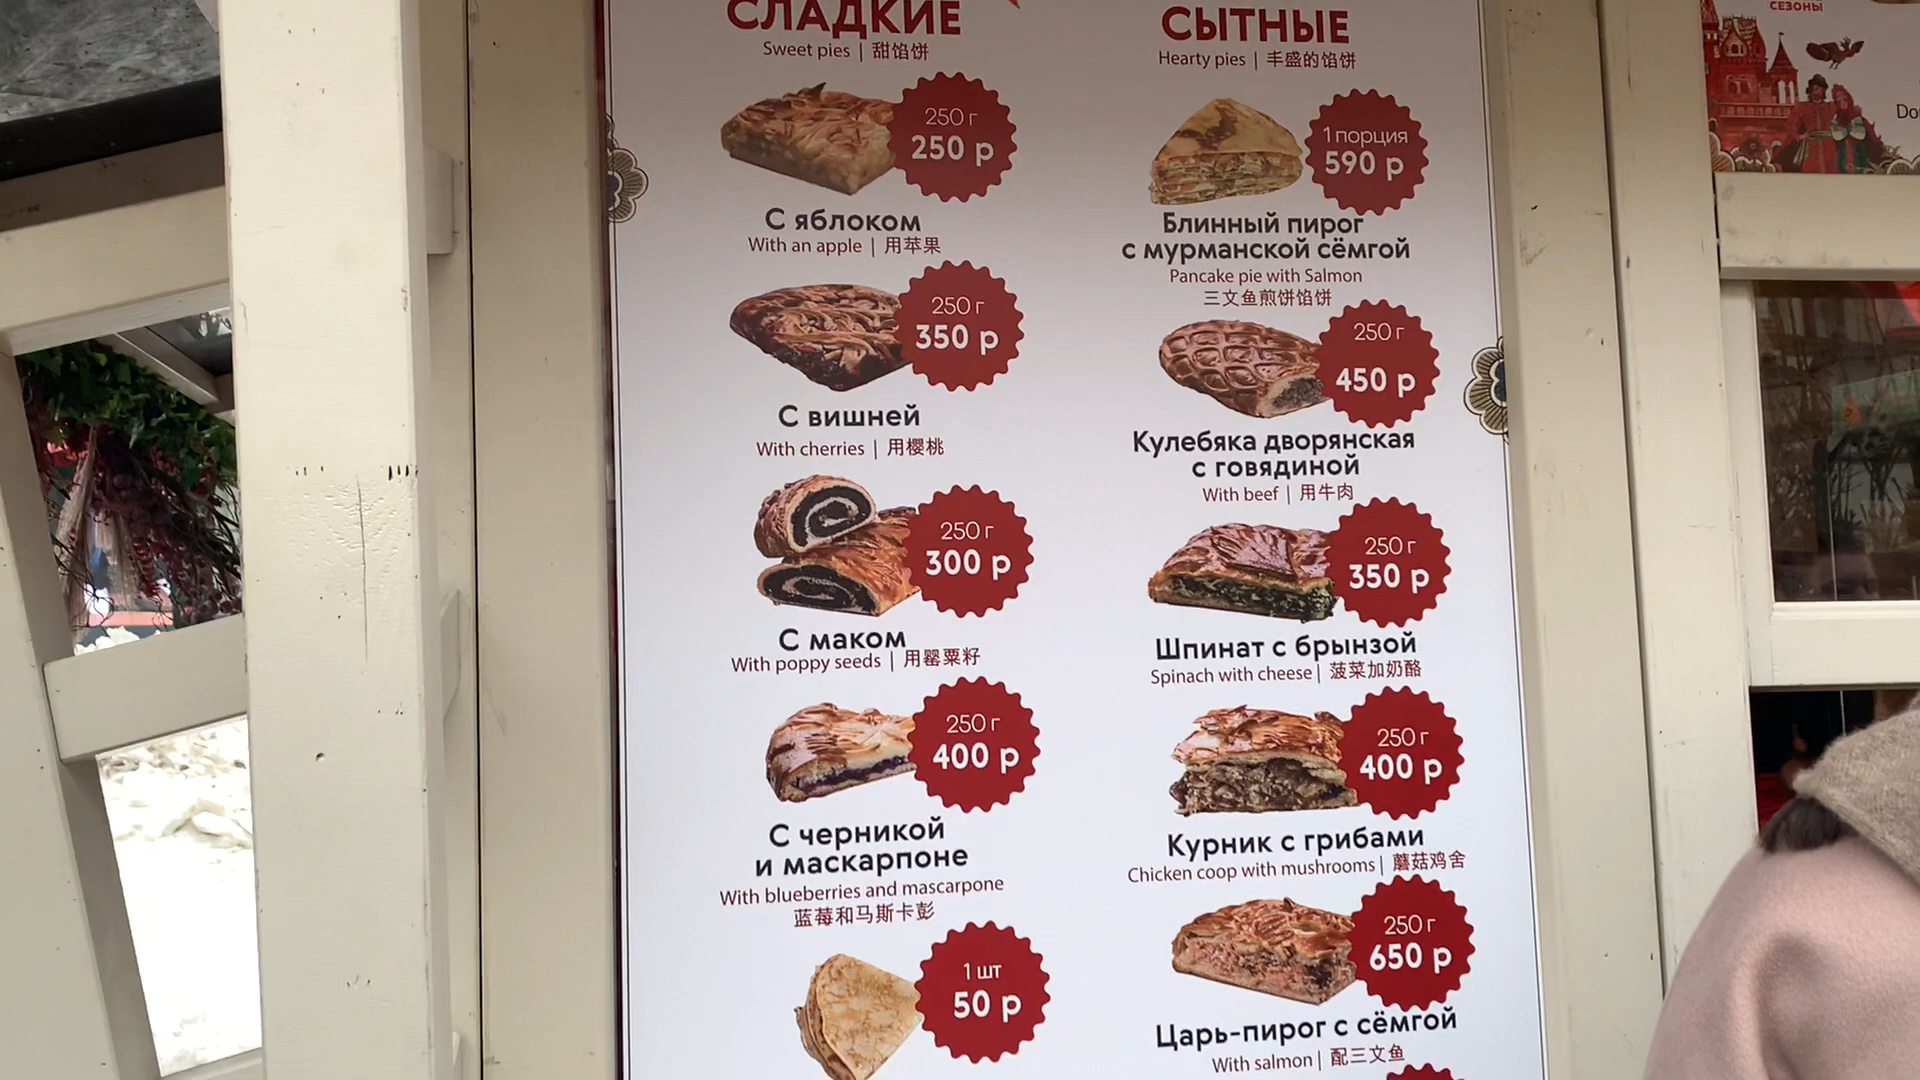 СЛАДКИЕ
Sweet pies | 甜馅饼
250 г
250 р
С яблоком
With an apple | 用苹果
250 г
350 р
С вишней
With cherries | 用樱桃
250 г
300 р
С маком
With poppy seeds | 用罂粟籽
250 г
400 р
С черникой
и маскарпоне
With blueberries and mascarpone
蓝莓和马斯卡彭
1 шт
50 р
СЫТНЫЕ
Hearty pies | 丰盛的馅饼
1 порция
590 р
Блинный пирог
с мурманской сёмгой
Pancake pie with Salmon
三文鱼煎饼馅饼
250 г
450 р
Кулебяка дворянская
с говядиной
With beef | 用牛肉
250 г
350 р
Шпинат с брынзой
Spinach with cheese | 菠菜加奶酪
250 г
400 р
Курник с грибами
Chicken coop with mushrooms | 蘑菇鸡舍
250 г
650 р
Царь-пирог с сёмгой
With salmon | 配三文鱼
СЕЗОНЫ